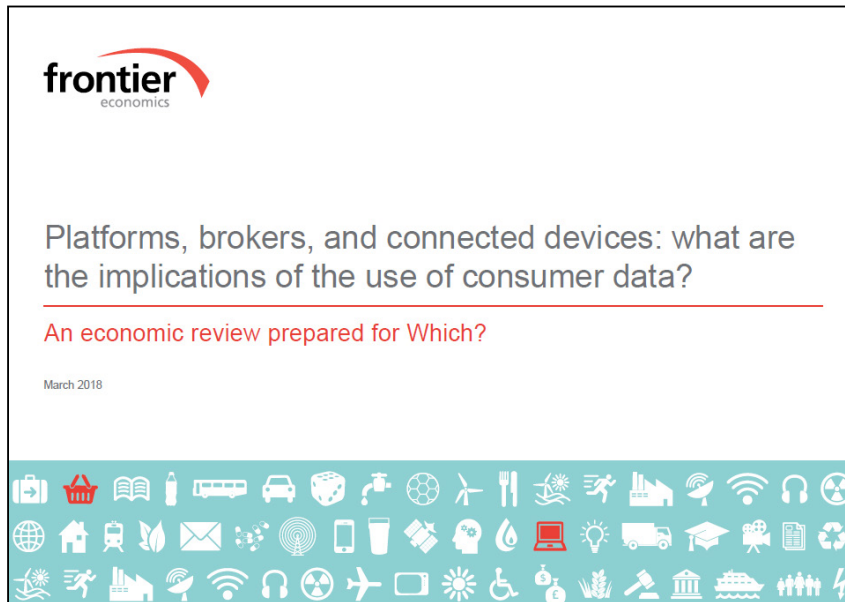 frontier
economics
Platforms, brokers, and connected devices: what are
the implications of the use of consumer data?
An economic review prepared for Which?
March 2018